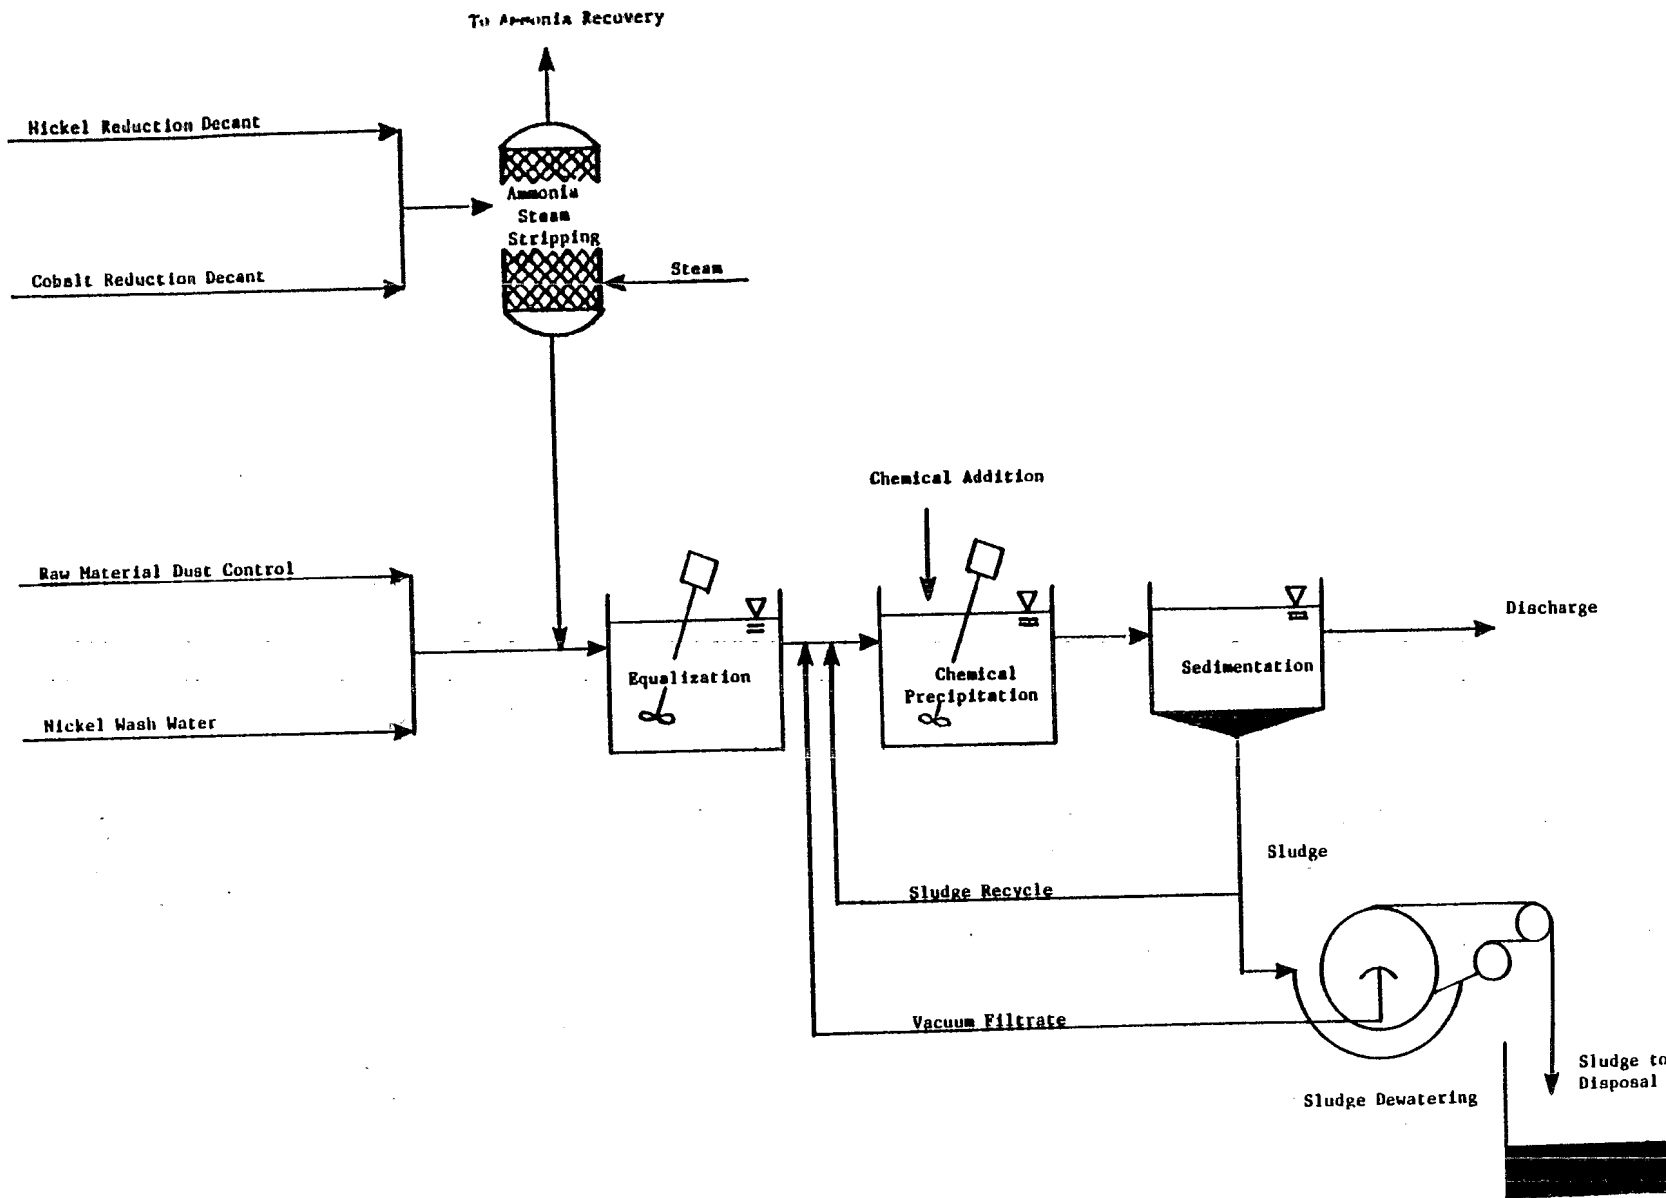 To Ammonia Recovery
Nickel Reduction Decant
Ammonia
Steam
Stripping
Cobalt Reduction Decant
Steam
Chemical Addition
Raw Material Dust Control
Discharge
Equalization
Chemical
Precipitation
Sedimentation
Nickel Wash Water
Sludge
Sludge Recycle
Vacuum Filtrate
Sludge to
Disposal
Sludge Dewatering